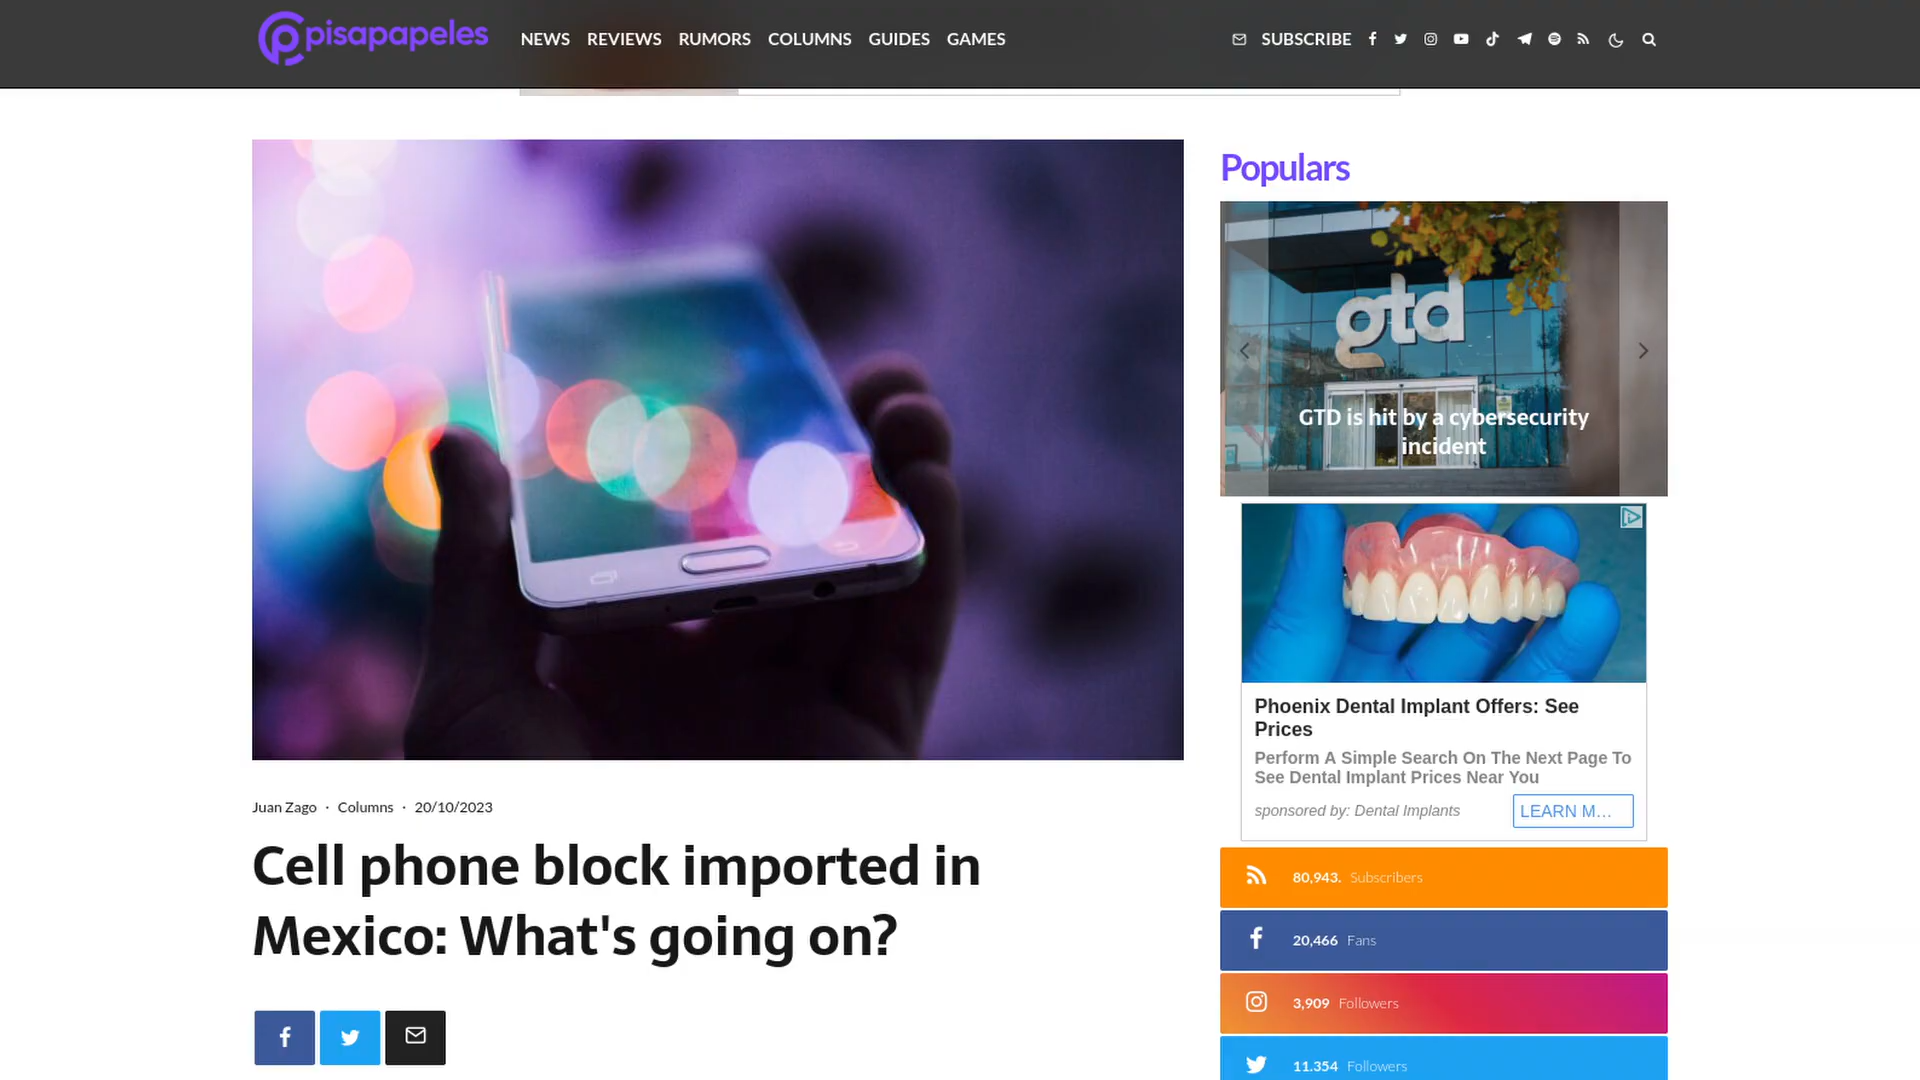 pisapapeles
NEWS REVIEWS RUMORS COLUMNS GUIDES GAMES
SUBSCRIBE
Populars
gtd
GTD is hit by a cybersecurity
incident
Phoenix Dental Implant Offers: See
Prices
Perform A Simple Search On The Next Page To
See Dental Implant Prices Near You
sponsored by: Dental Implants
LEARN M...
80,943. Subscribers
20,466 Fans
3,909 Followers
11.354 Followers
Juan Zago · Columns · 20/10/2023
Cell phone block imported in
Mexico: What's going on?